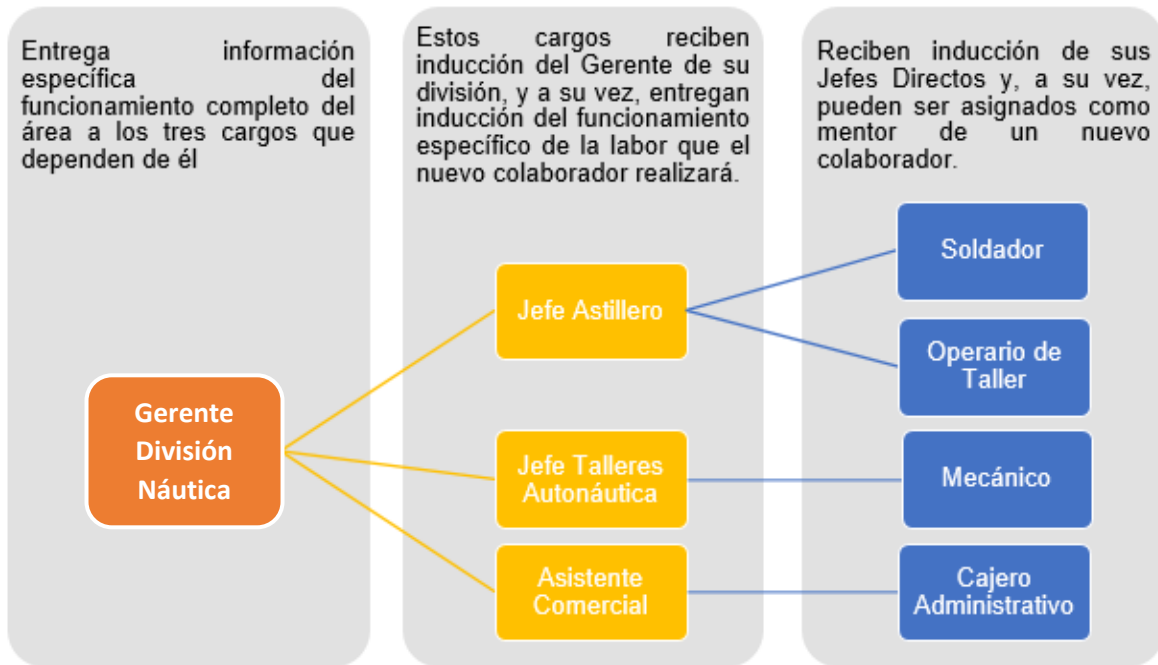 Entrega información
específica del
funcionamiento completo del
área a los tres cargos que
dependen de él
Estos cargos reciben
inducción del Gerente de su
división, y a su vez, entregan
inducción del funcionamiento
específico de la labor que el
nuevo colaborador realizará.
Reciben inducción de sus
Jefes Directos y, a su vez,
pueden ser asignados como
mentor de un nuevo
colaborador.
Gerente
División
Náutica
Jefe Astillero
Jefe Talleres
Autonáutica
Asistente
Comercial
Soldador
Operario de
Taller
Mecánico
Cajero
Administrativo